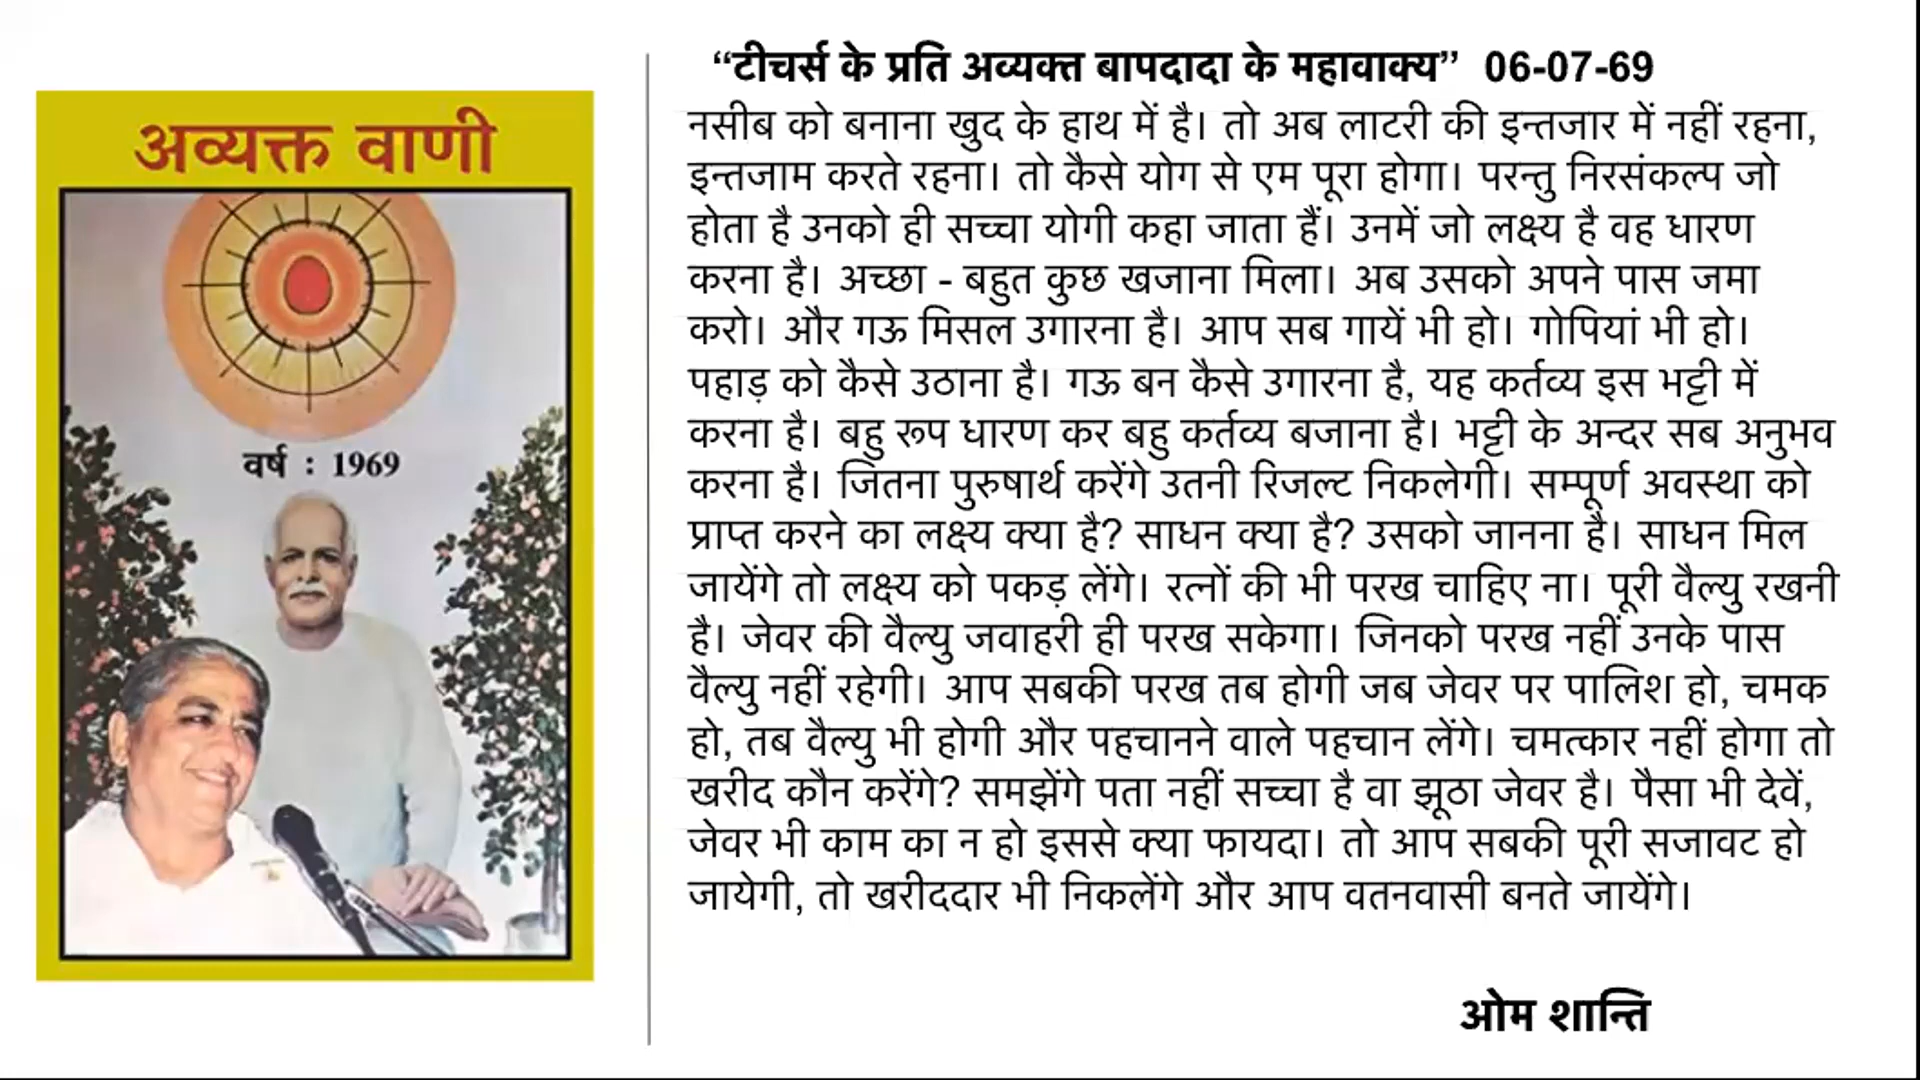 अव्यक्त वाणी
वर्ष : 1969
“टीचर्स के प्रति अव्यक्त बापदादा के महावाक्य” 06-07-69
नसीब को बनाना खुद के हाथ में है। तो अब लाटरी की इन्तजार में नहीं रहना,
इन्तजाम करते रहना। तो कैसे योग से एम पूरा होगा। परन्तु निरसंकल्प जो
होता है उनको ही सच्चा योगी कहा जाता हैं। उनमें जो लक्ष्य है वह धारण
करना है। अच्छा - बहुत कुछ खजाना मिला। अब उसको अपने पास जमा
करो। और गऊ मिसल उगारना है। आप सब गायें भी हो। गोपियां भी हो।
पहाड़ को कैसे उठाना है। गऊ बन कैसे उगारना है, यह कर्तव्य इस भट्टी में
करना है। बहु रूप धारण कर बहु कर्तव्य बजाना है। भट्टी के अन्दर सब अनुभव
करना है। जितना पुरुषार्थ करेंगे उतनी रिजल्ट निकलेगी। सम्पूर्ण अवस्था को
प्राप्त करने का लक्ष्य क्या है? साधन क्या है? उसको जानना है। साधन मिल
जायेंगे तो लक्ष्य को पकड़ लेंगे। रत्नों की भी परख चाहिए ना। पूरी वैल्यु रखनी
है। जेवर की वैल्यु जवाहरी ही परख सकेगा। जिनको परख नहीं उनके पास
वैल्यु नहीं रहेगी। आप सबकी परख तब होगी जब जेवर पर पालिश हो, चमक
हो, तब वैल्यु भी होगी और पहचानने वाले पहचान लेंगे। चमत्कार नहीं होगा तो
खरीद कौन करेंगे? समझेंगे पता नहीं सच्चा है वा झूठा जेवर है। पैसा भी देवें,
जेवर भी काम का न हो इससे क्या फायदा। तो आप सबकी पूरी सजावट हो
जायेगी, तो खरीददार भी निकलेंगे और आप वतनवासी बनते जायेंगे।
ओम शान्ति